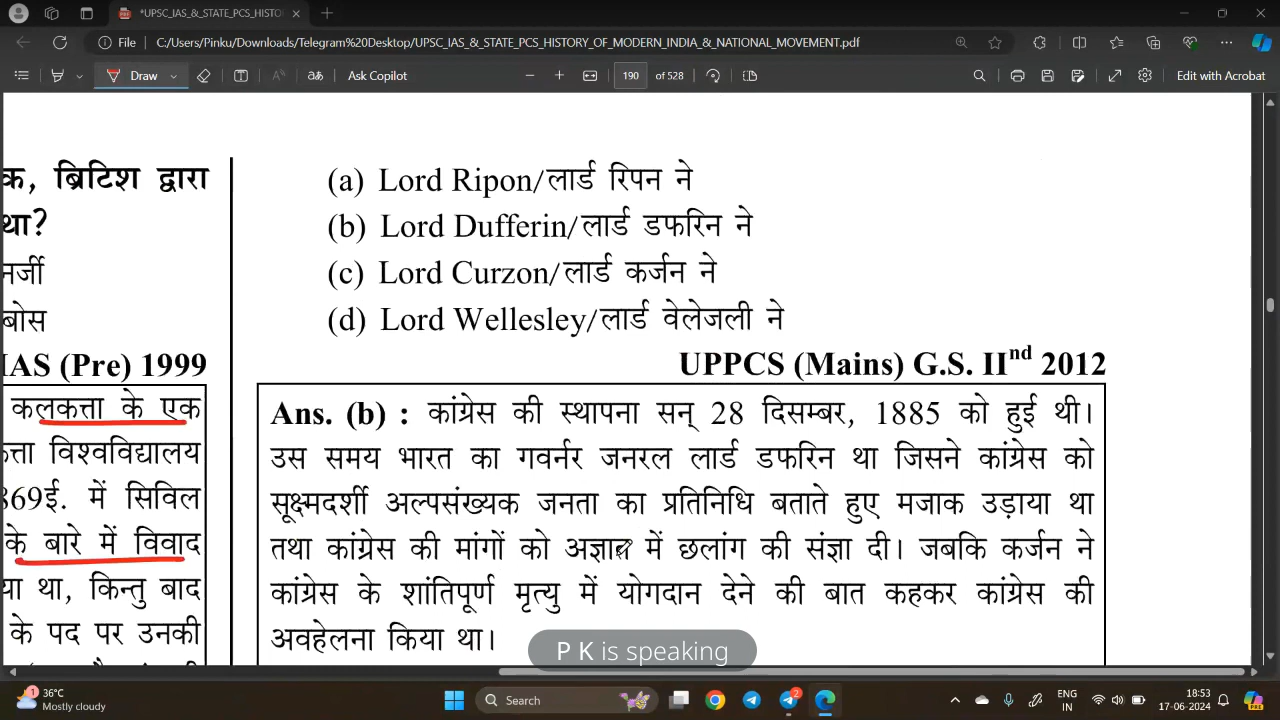 *UPSC_IAS_&_STATE_PCS_HISTO
File
C:/Users/Pinku/Downloads/Telegram%20Desktop/UPSC_IAS_&_STATE_PCS_HISTORY_OF_MODERN_INDIA_&_NATIONAL_MOVEMENT.pdf
Draw
Ask Copilot
190 of 528
Edit with Acrobat
क, ब्रिटिश द्वारा
था?
नर्जी
बोस
IAS (Pre) 1999
कलकत्ता के एक
त्ता विश्वविद्यालय
869ई. में सिविल
के बारे में विवाद
या था, किन्तु बाद
के पद पर उनकी
(a) Lord Ripon/लार्ड रिपन ने
(b) Lord Dufferin/लार्ड डफरिन ने
(c) Lord Curzon/लार्ड कर्जन ने
(d) Lord Wellesley/लार्ड वेलेजली ने
UPPCS (Mains) G.S. IInd 2012
Ans. (b) : कांग्रेस की स्थापना सन् 28 दिसम्बर, 1885 को हुई थी।
उस समय भारत का गवर्नर जनरल लार्ड डफरिन था जिसने कांग्रेस को
सूक्ष्मदर्शी अल्पसंख्यक जनता का प्रतिनिधि बताते हुए मजाक उड़ाया था
तथा कांग्रेस की मांगों को अज्ञात में छलांग की संज्ञा दी। जबकि कर्जन ने
कांग्रेस के शांतिपूर्ण मृत्यु में योगदान देने की बात कहकर कांग्रेस की
अवहेलना किया था।
P K is speaking
1
36°C
Mostly cloudy
Search
2
ENG
IN
18:53
17-06-2024